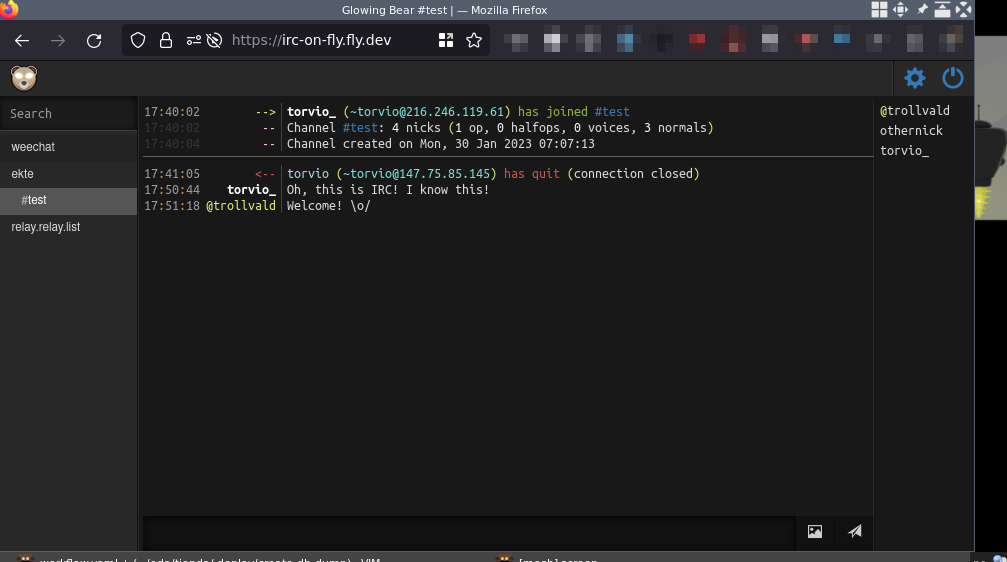 Glowing Bear #test | — Mozilla Firefox
https://irc-on-fly.fly.dev
Search
weechat
ekte
#test
relay.relay.list
17:40:02 --> torvio_ (~torvio@216.246.119.61) has joined #test
17:40:02 -- Channel #test: 4 nicks (1 op, 0 halfops, 0 voices, 3 normals)
17:40:04 -- Channel created on Mon, 30 Jan 2023 07:07:13
17:41:05 <-- torvio (~torvio@147.75.85.145) has quit (connection closed)
17:50:44 torvio_ Oh, this is IRC! I know this!
17:51:18 @trollvald Welcome! \o/
@trollvald
othernick
torvio_